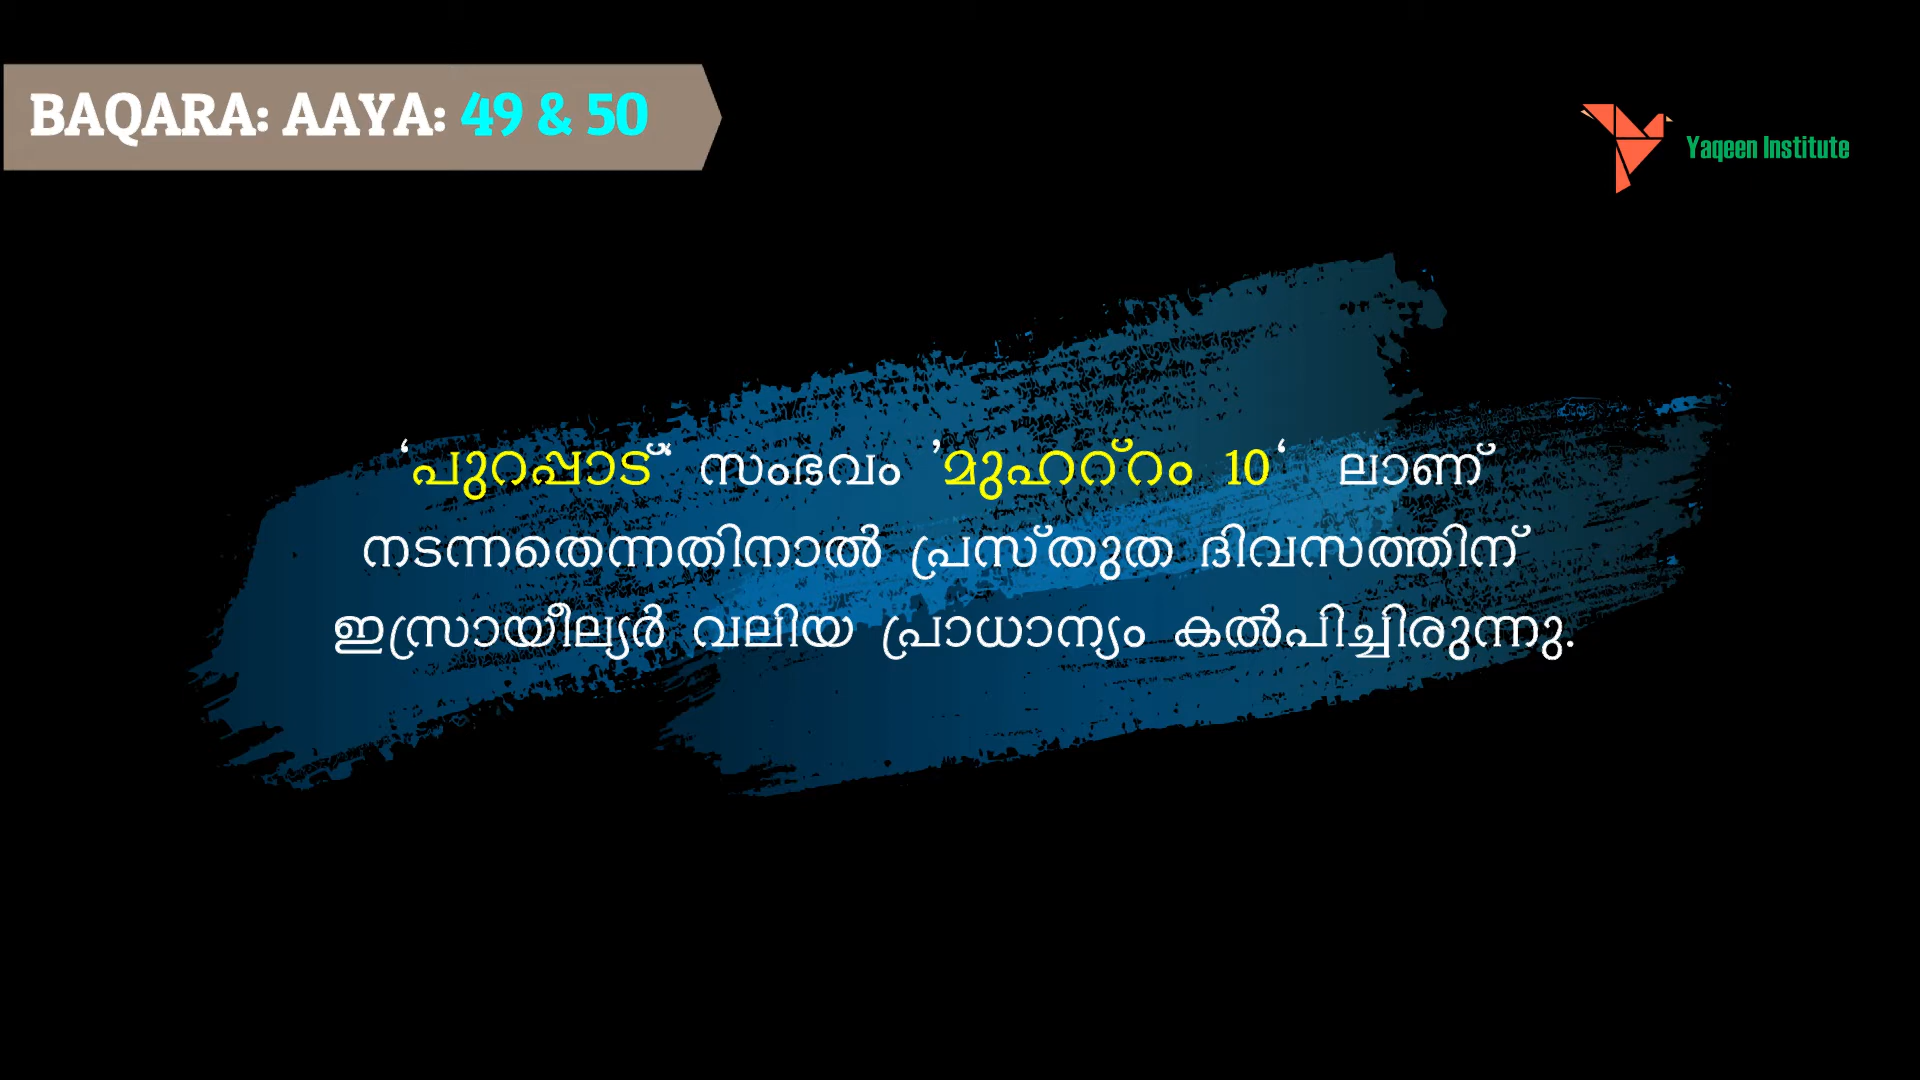 BAQARA: AAYA: 49 & 50
Yaqeen Institute
‘പുറപ്പാട്‘ സംഭവം ’മുഹറ്റം 10‘ ലാണ്
നടന്നതെന്നതിനാൽ പ്രസ്തുത ദിവസത്തിന്
ഇസ്രായീല്യർ വലിയ പ്രാധാന്യം കൽപിച്ചിരുന്നു.